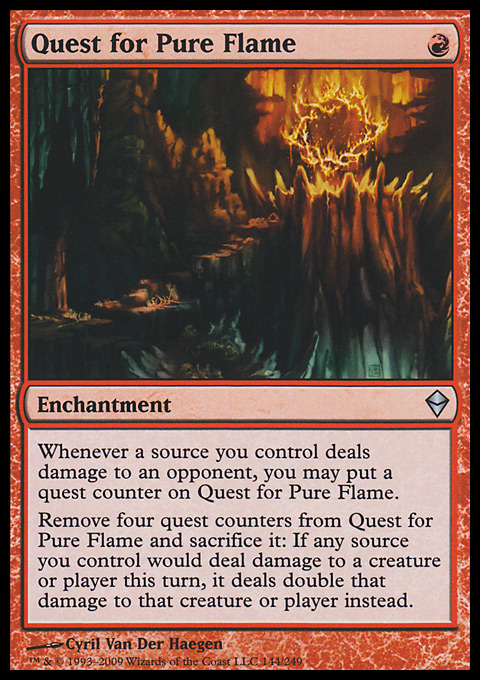 Quest for Pure Flame
Enchantment
Whenever a source you control deals
damage to an opponent, you may put a
quest counter on Quest for Pure Flame.
Remove four quest counters from Quest for
Pure Flame and sacrifice it: If any source
you control would deal damage to a creature
or player this turn, it deals double that
damage to that creature or player instead.
Cyril Van Der Haegen
™ & © 1993–2009 Wizards of the Coast LLC 144/249